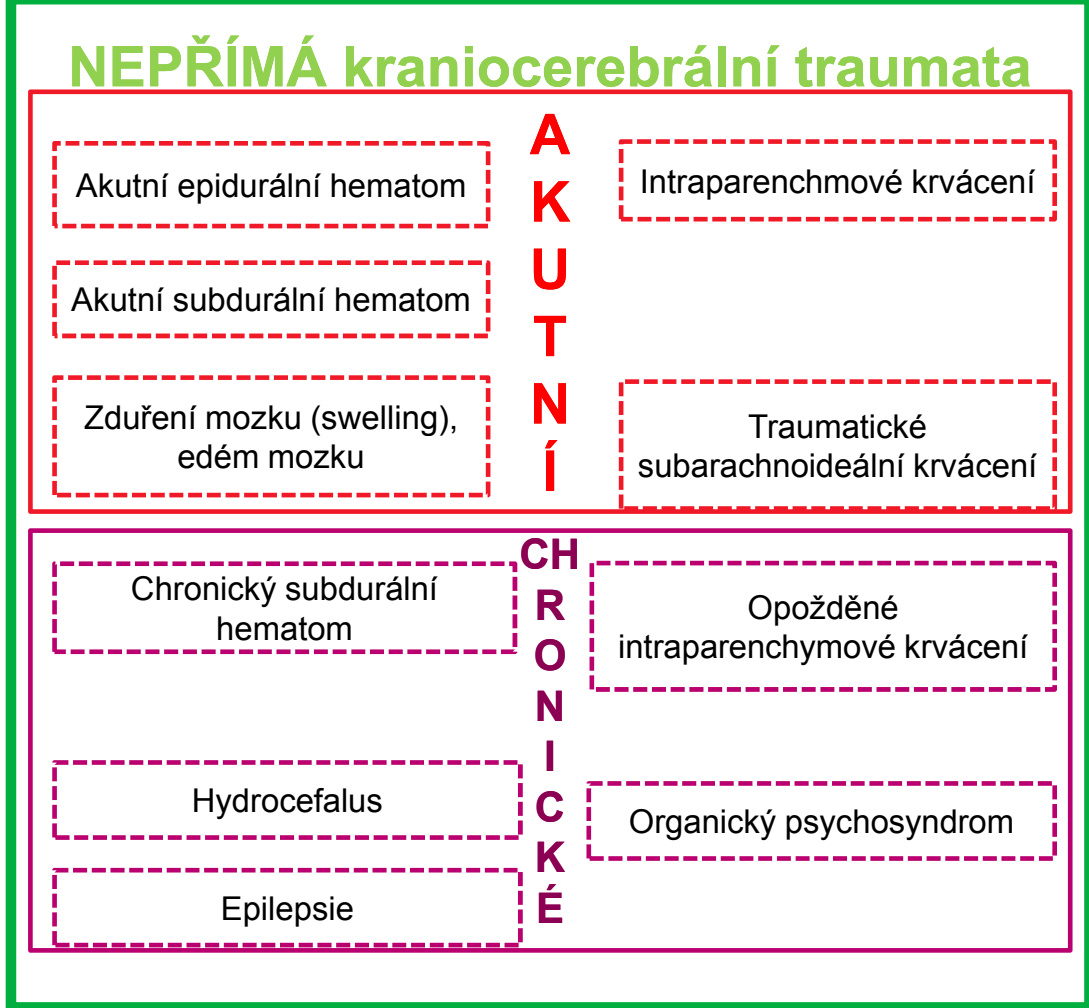 NEPŘÍMÁ kraniocerebrální traumata
AKUTNÍ
Akutní epidurální hematom
Intraparenchmové krvácení
Akutní subdurální hematom
Zduření mozku (swelling),
edém mozku
Traumatické
subarachnoideální krvácení
CHRONICKÉ
Chronický subdurální
hematom
Opožděné
intraparenchymové krvácení
Hydrocefalus
Organický psychosyndrom
Epilepsie